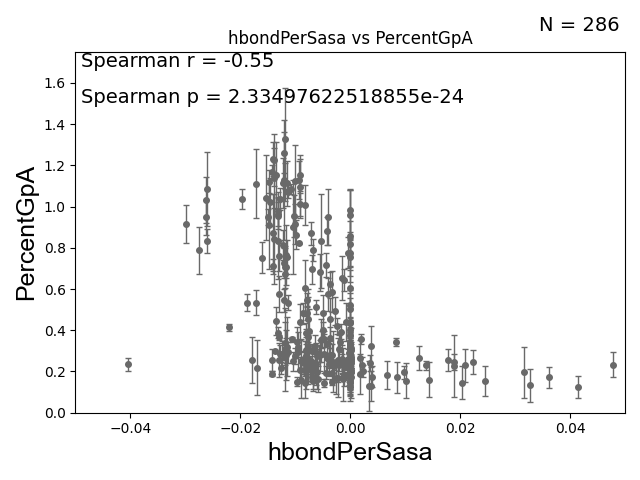 N = 286
hbondPerSasa vs PercentGpA
Spearman r = -0.55
Spearman p = 2.33497622518855e-24
PercentGpA
1.6
1.4
1.2
1.0
0.8
0.6
0.4
0.2
0.0
−0.04 −0.02 0.00 0.02 0.04
hbondPerSasa